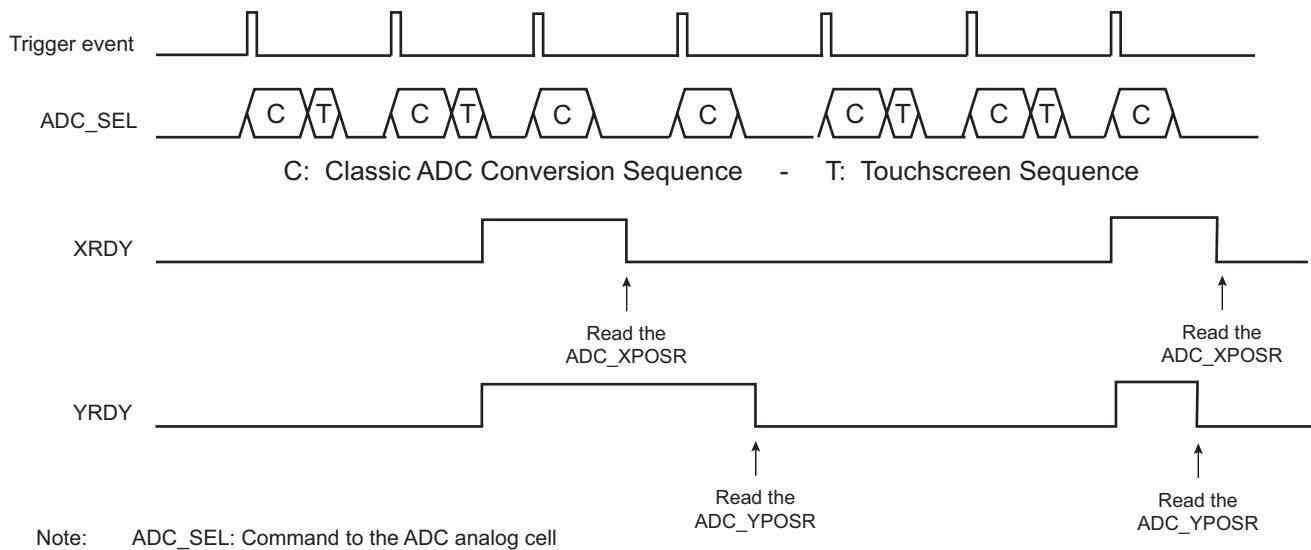 Trigger event
ADC_SEL
C T C T C C C T C T C
C: Classic ADC Conversion Sequence - T: Touchscreen Sequence
XRDY
Read the
ADC_XPOSR
Read the
ADC_XPOSR
YRDY
Read the
ADC_YPOSR
Read the
ADC_YPOSR
Note: ADC_SEL: Command to the ADC analog cell